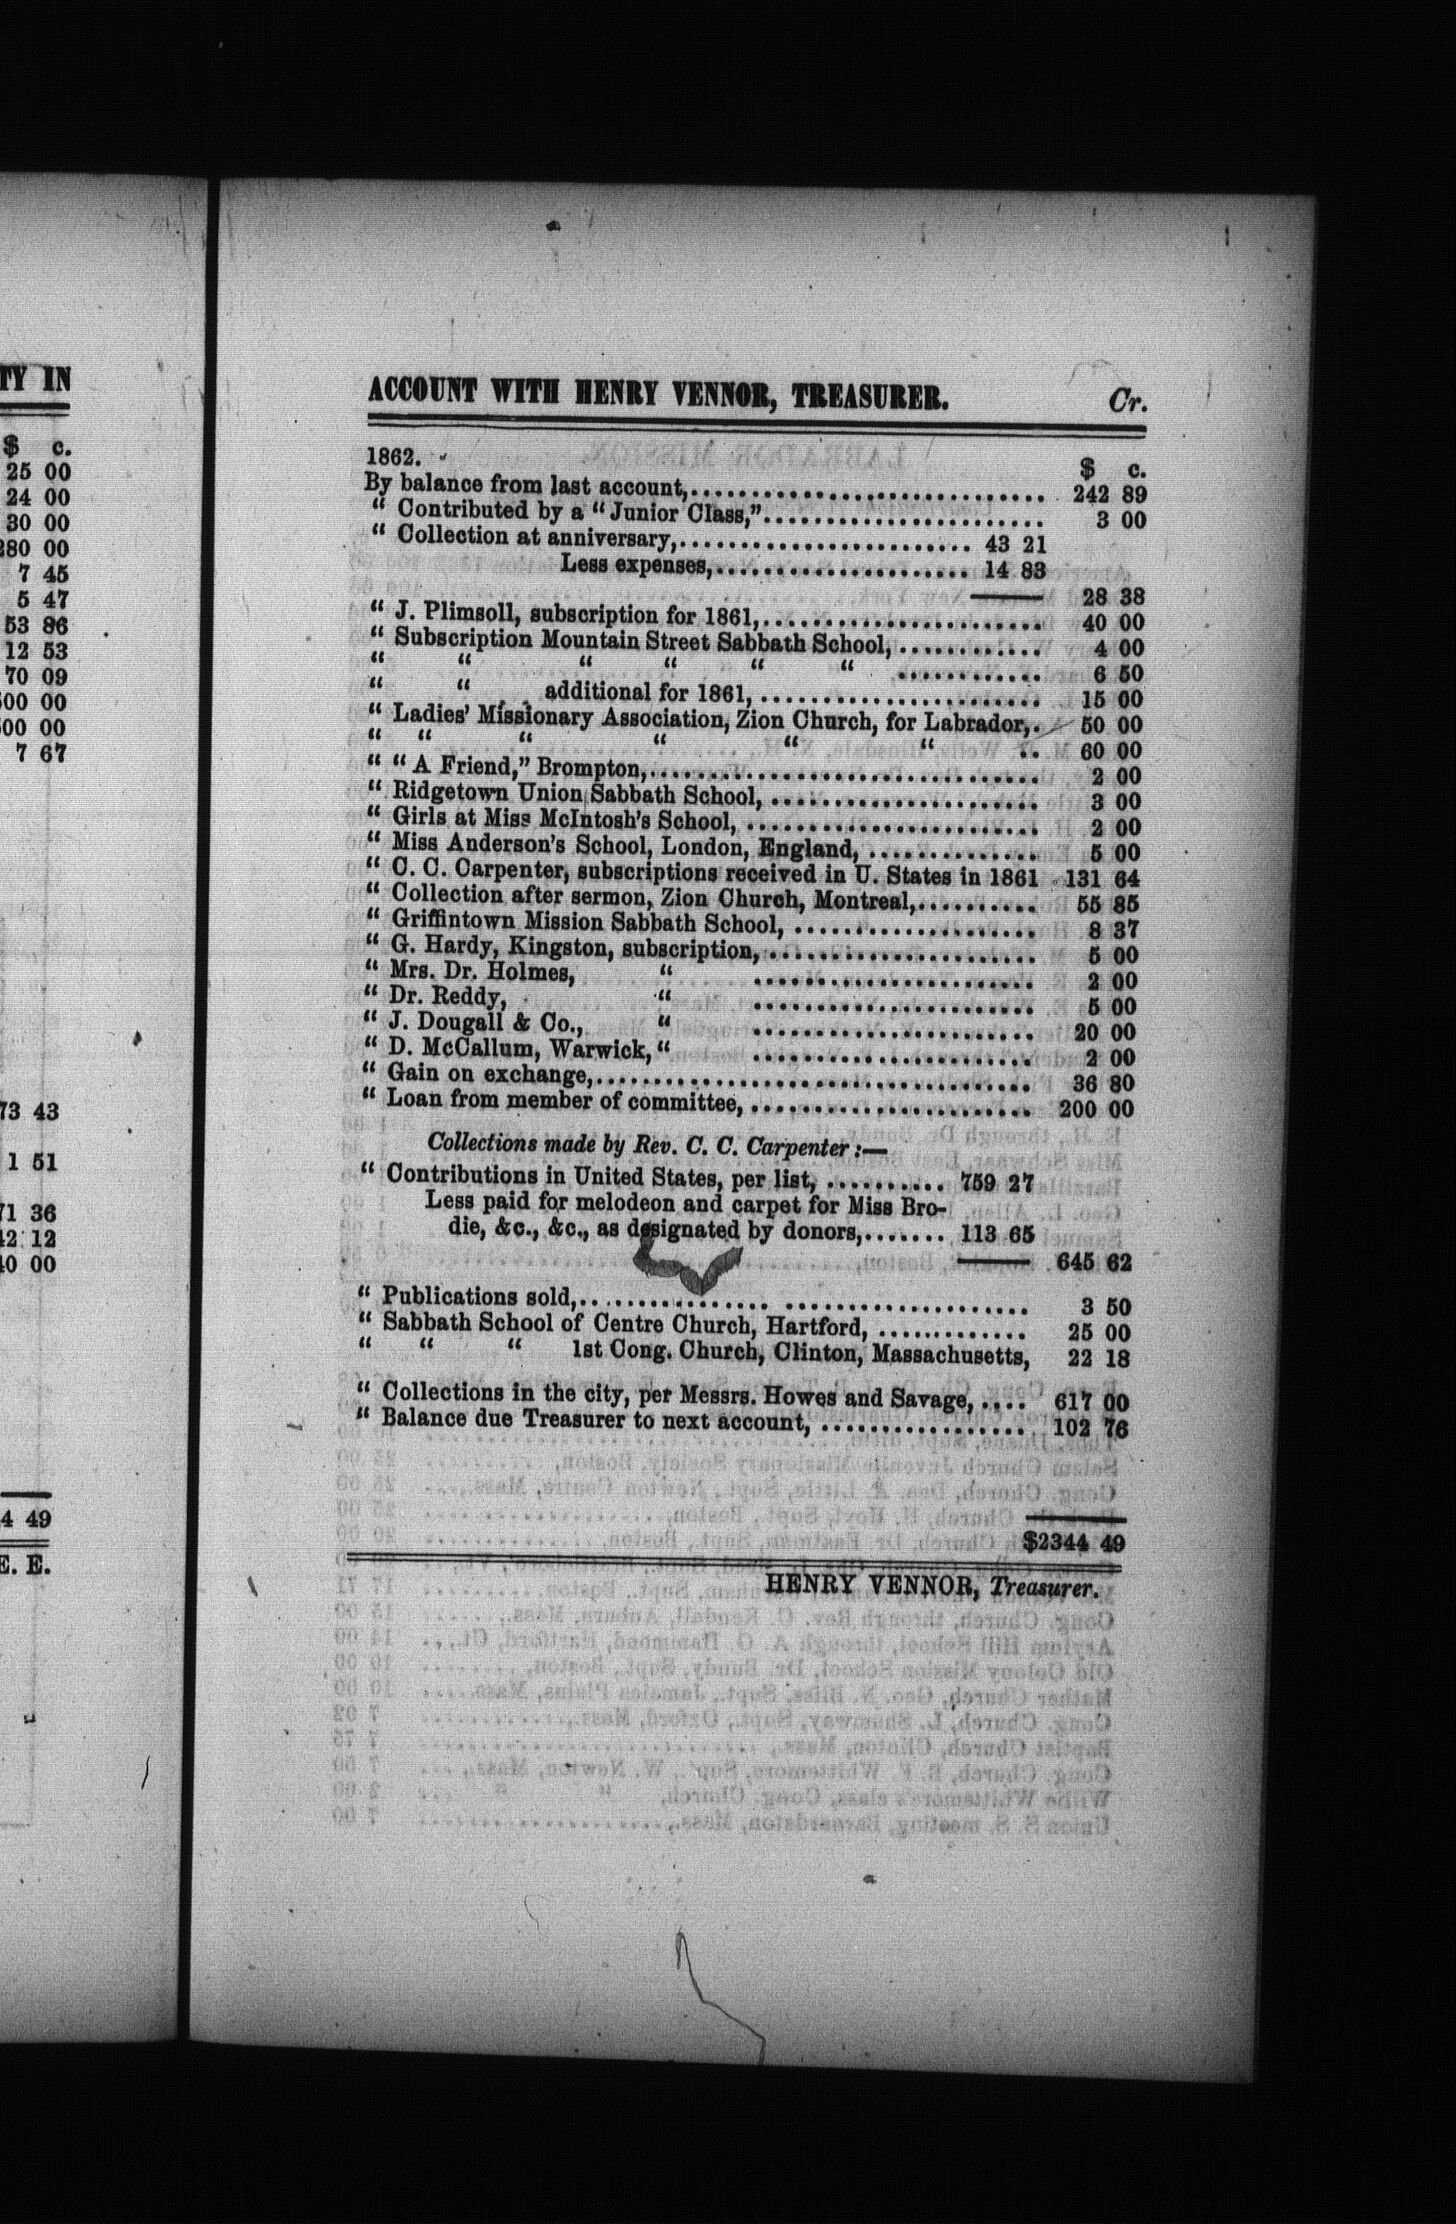 TY IN
$ c.
25 00
24 00
30 00
280 00
7 45
5 47
53 86
12 53
70 09
00 00
00 00
7 67
73 43
1 51
71 36
42 12
40 00
4 49
E. E.
ACCOUNT WITH HENRY VENNOR, TREASURER. Cr.
1862. $ c.
By balance from last account,.............................. 242 89
" Contributed by a "Junior Class,"....................... 3 00
" Collection at anniversary,........................ 43 21
Less expenses,..................... 14 83
28 38
" J. Plimsoll, subscription for 1861,....................... 40 00
" Subscription Mountain Street Sabbath School,............ 4 00
" " " " " " ............ 6 50
" " additional for 1861,....................... 15 00
" Ladies' Missionary Association, Zion Church, for Labrador,. 50 00
" " " " " " .. 60 00
" "A Friend," Brompton,................................ 2 00
" Ridgetown Union Sabbath School, ...................... 3 00
" Girls at Miss McIntosh's School, ........................ 2 00
" Miss Anderson's School, London, England, .............. 5 00
" C. C. Carpenter, subscriptions received in U. States in 1861 131 64
" Collection after sermon, Zion Church, Montreal,.......... 55 85
" Griffintown Mission Sabbath School, .................... 8 37
" G. Hardy, Kingston, subscription,...................... 5 00
" Mrs. Dr. Holmes, " ....................... 2 00
" Dr. Reddy, " ....................... 5 00
" J. Dougall & Co., " ....................... 20 00
" D. McCallum, Warwick, " ....................... 2 00
" Gain on exchange,.................................... 36 80
" Loan from member of committee, ....................... 200 00
Collections made by Rev. C. C. Carpenter :—
" Contributions in United States, per list, .......... 759 27
Less paid for melodeon and carpet for Miss Bro-
die, &c., &c., as designated by donors,....... 113 65
645 62
" Publications sold,.................................... 3 50
" Sabbath School of Centre Church, Hartford, ............. 25 00
" " " 1st Cong. Church, Clinton, Massachusetts, 22 18
" Collections in the city, per Messrs. Howes and Savage, .... 617 00
" Balance due Treasurer to next account, ................. 102 76
$2344 49
HENRY VENNOR, Treasurer.